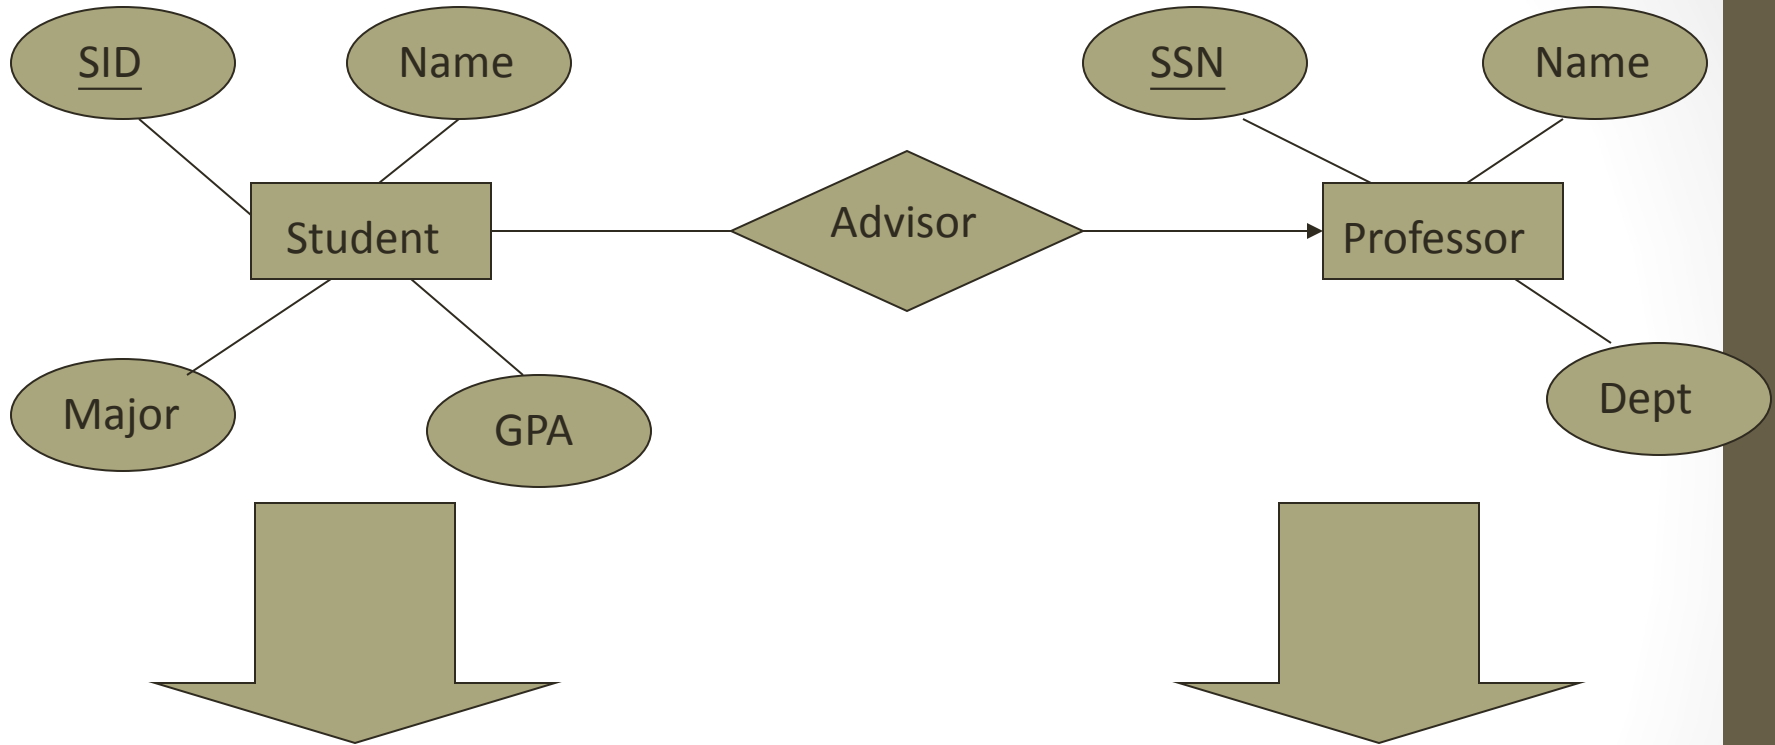 SID
Name
SSN
Name
Student
Advisor
Professor
Major
GPA
Dept